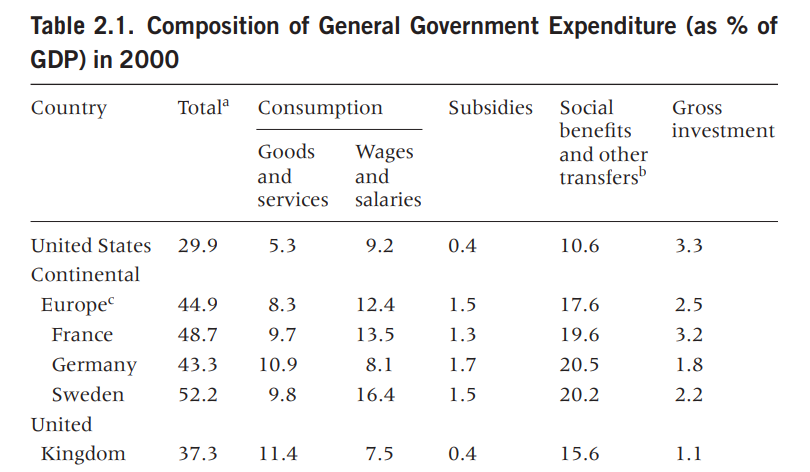 Table 2.1. Composition of General Government Expenditure (as % of
GDP) in 2000
Country Totalᵃ Consumption Subsidies Social benefits and other transfersᵇ Gross investment
Goods and services Wages and salaries
United States 29.9 5.3 9.2 0.4 10.6 3.3
Continental
Europeᶜ 44.9 8.3 12.4 1.5 17.6 2.5
France 48.7 9.7 13.5 1.3 19.6 3.2
Germany 43.3 10.9 8.1 1.7 20.5 1.8
Sweden 52.2 9.8 16.4 1.5 20.2 2.2
United
Kingdom 37.3 11.4 7.5 0.4 15.6 1.1